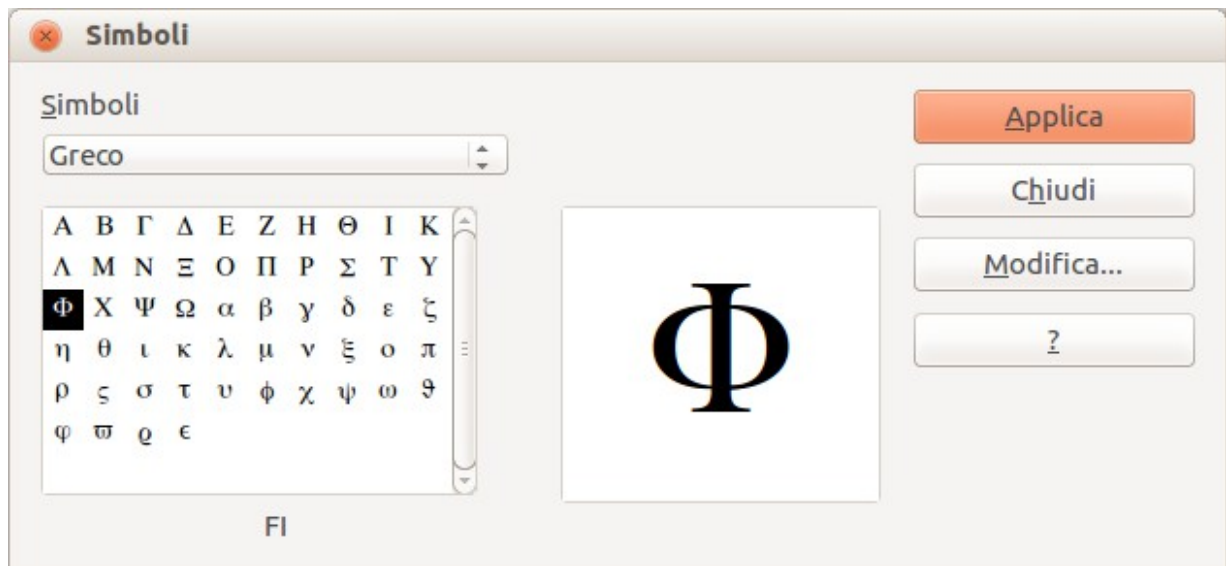 Simboli
Simboli
Greco
Α Β Γ Δ Ε Ζ Η Θ Ι Κ
Λ Μ Ν Ξ Ο Π Ρ Σ Τ Υ
Φ Χ Ψ Ω α β γ δ ε ζ
η θ ι κ λ μ ν ξ ο π
ρ ς σ τ υ ϕ χ ψ ω ϑ
φ ϖ ϱ ϵ
FI
Φ
Applica
Chiudi
Modifica...
?